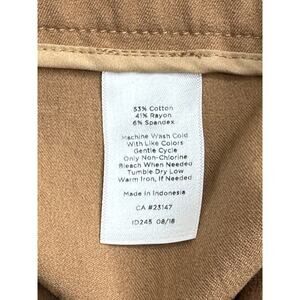 53% Cotton
41% Rayon
6% Spandex
Machine Wash Cold
With Like Colors
Gentle Cycle
Only Non-Chlorine
Bleach When Needed
Tumble Dry Low
Warm Iron, If Needed
Made in Indonesia
CA #23147
ID245 08/18